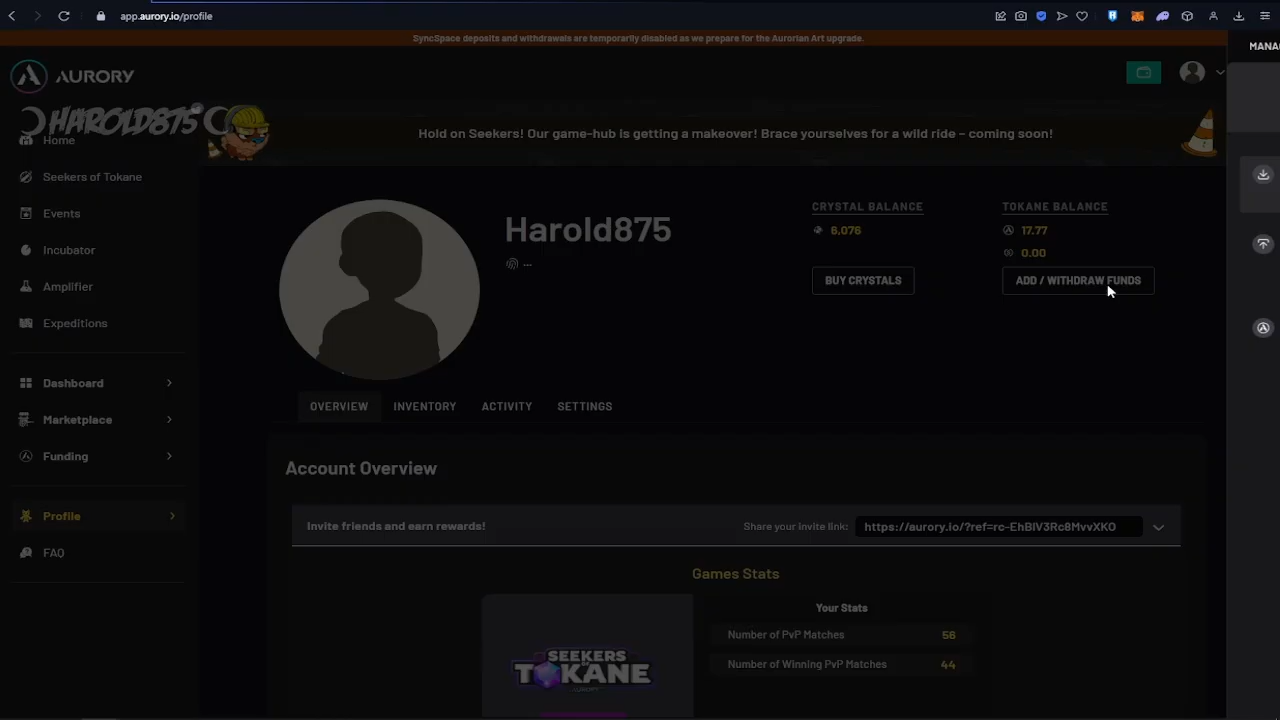 app.aurory.io/profile
SyncSpace deposits and withdrawals are temporarily disabled as we prepare for the Aurorian Art upgrade.
AURORY
HAROLD875
Hold on Seekers! Our game-hub is getting a makeover! Brace yourselves for a wild ride – coming soon!
Home
Seekers of Tokane
Events
Incubator
Amplifier
Expeditions
Dashboard
Marketplace
Funding
Profile
FAQ
Harold875
...
CRYSTAL BALANCE
6,076
BUY CRYSTALS
TOKANE BALANCE
17.77
0.00
ADD / WITHDRAW FUNDS
OVERVIEW INVENTORY ACTIVITY SETTINGS
Account Overview
Invite friends and earn rewards! Share your invite link: https://aurory.io/?ref=rc-EhBlV3Rc8MvvXKO
Games Stats
SEEKERS OF
TOKANE
AURORY
Your Stats
Number of PvP Matches 56
Number of Winning PvP Matches 44